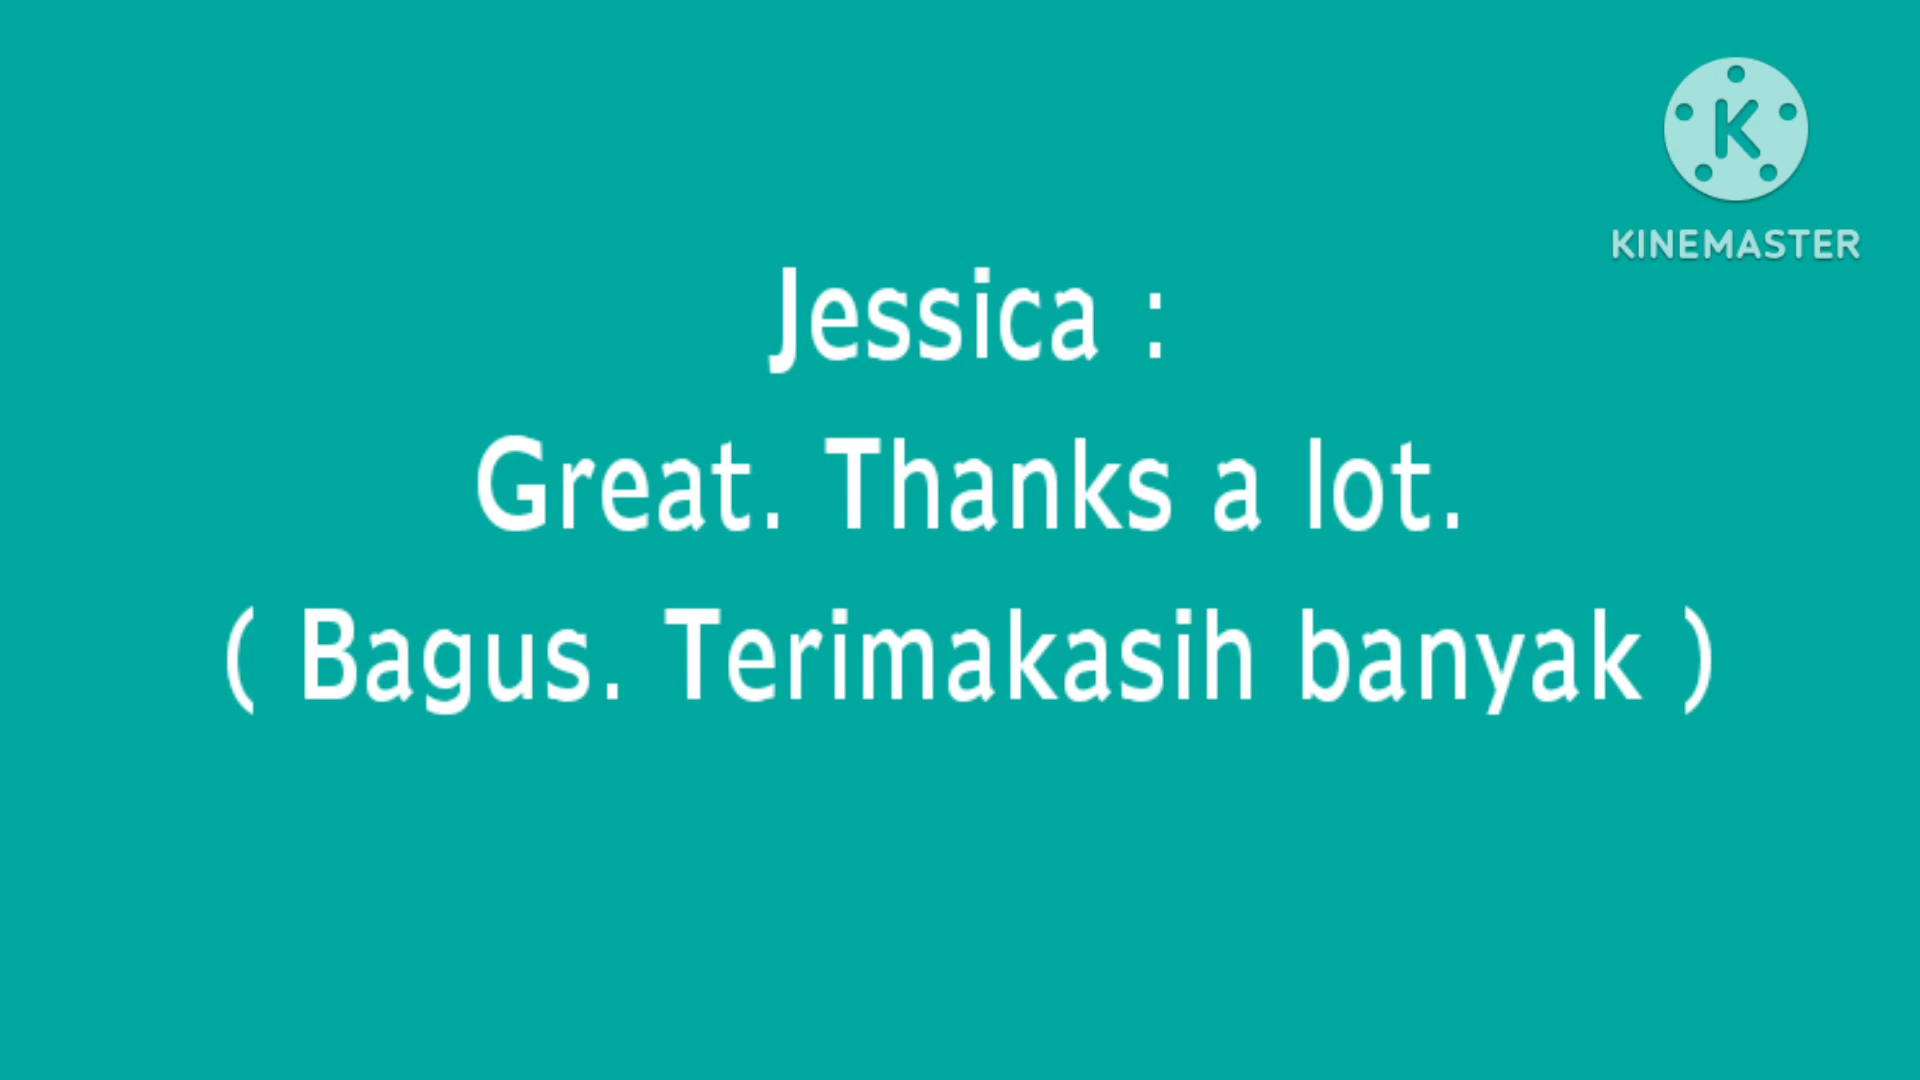 K
KINEMASTER
Jessica :
Great. Thanks a lot.
( Bagus. Terimakasih banyak )